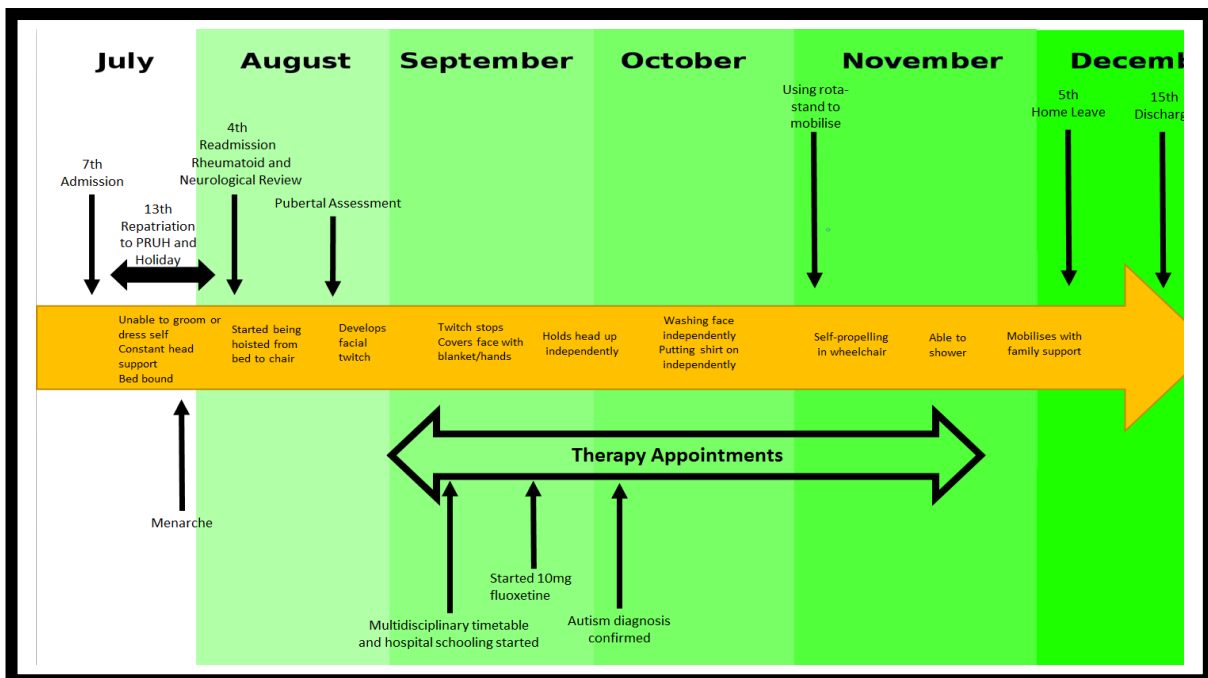 July
August
September
October
November
Decemb
7th
Admission
13th
Repatriation
to PRUH and
Holiday
4th
Readmission
Rheumatoid and
Neurological Review
Pubertal Assessment
Using rota-
stand to
mobilise
5th
Home Leave
15th
Discharg
Unable to groom or
dress self
Constant head
support
Bed bound
Started being
hoisted from
bed to chair
Develops
facial
twitch
Twitch stops
Covers face with
blanket/hands
Holds head up
independently
Washing face
independently
Putting shirt on
independently
Self-propelling
in wheelchair
Able to
shower
Mobilises with
family support
Therapy Appointments
Menarche
Multidisciplinary timetable
and hospital schooling started
Started 10mg
fluoxetine
Autism diagnosis
confirmed